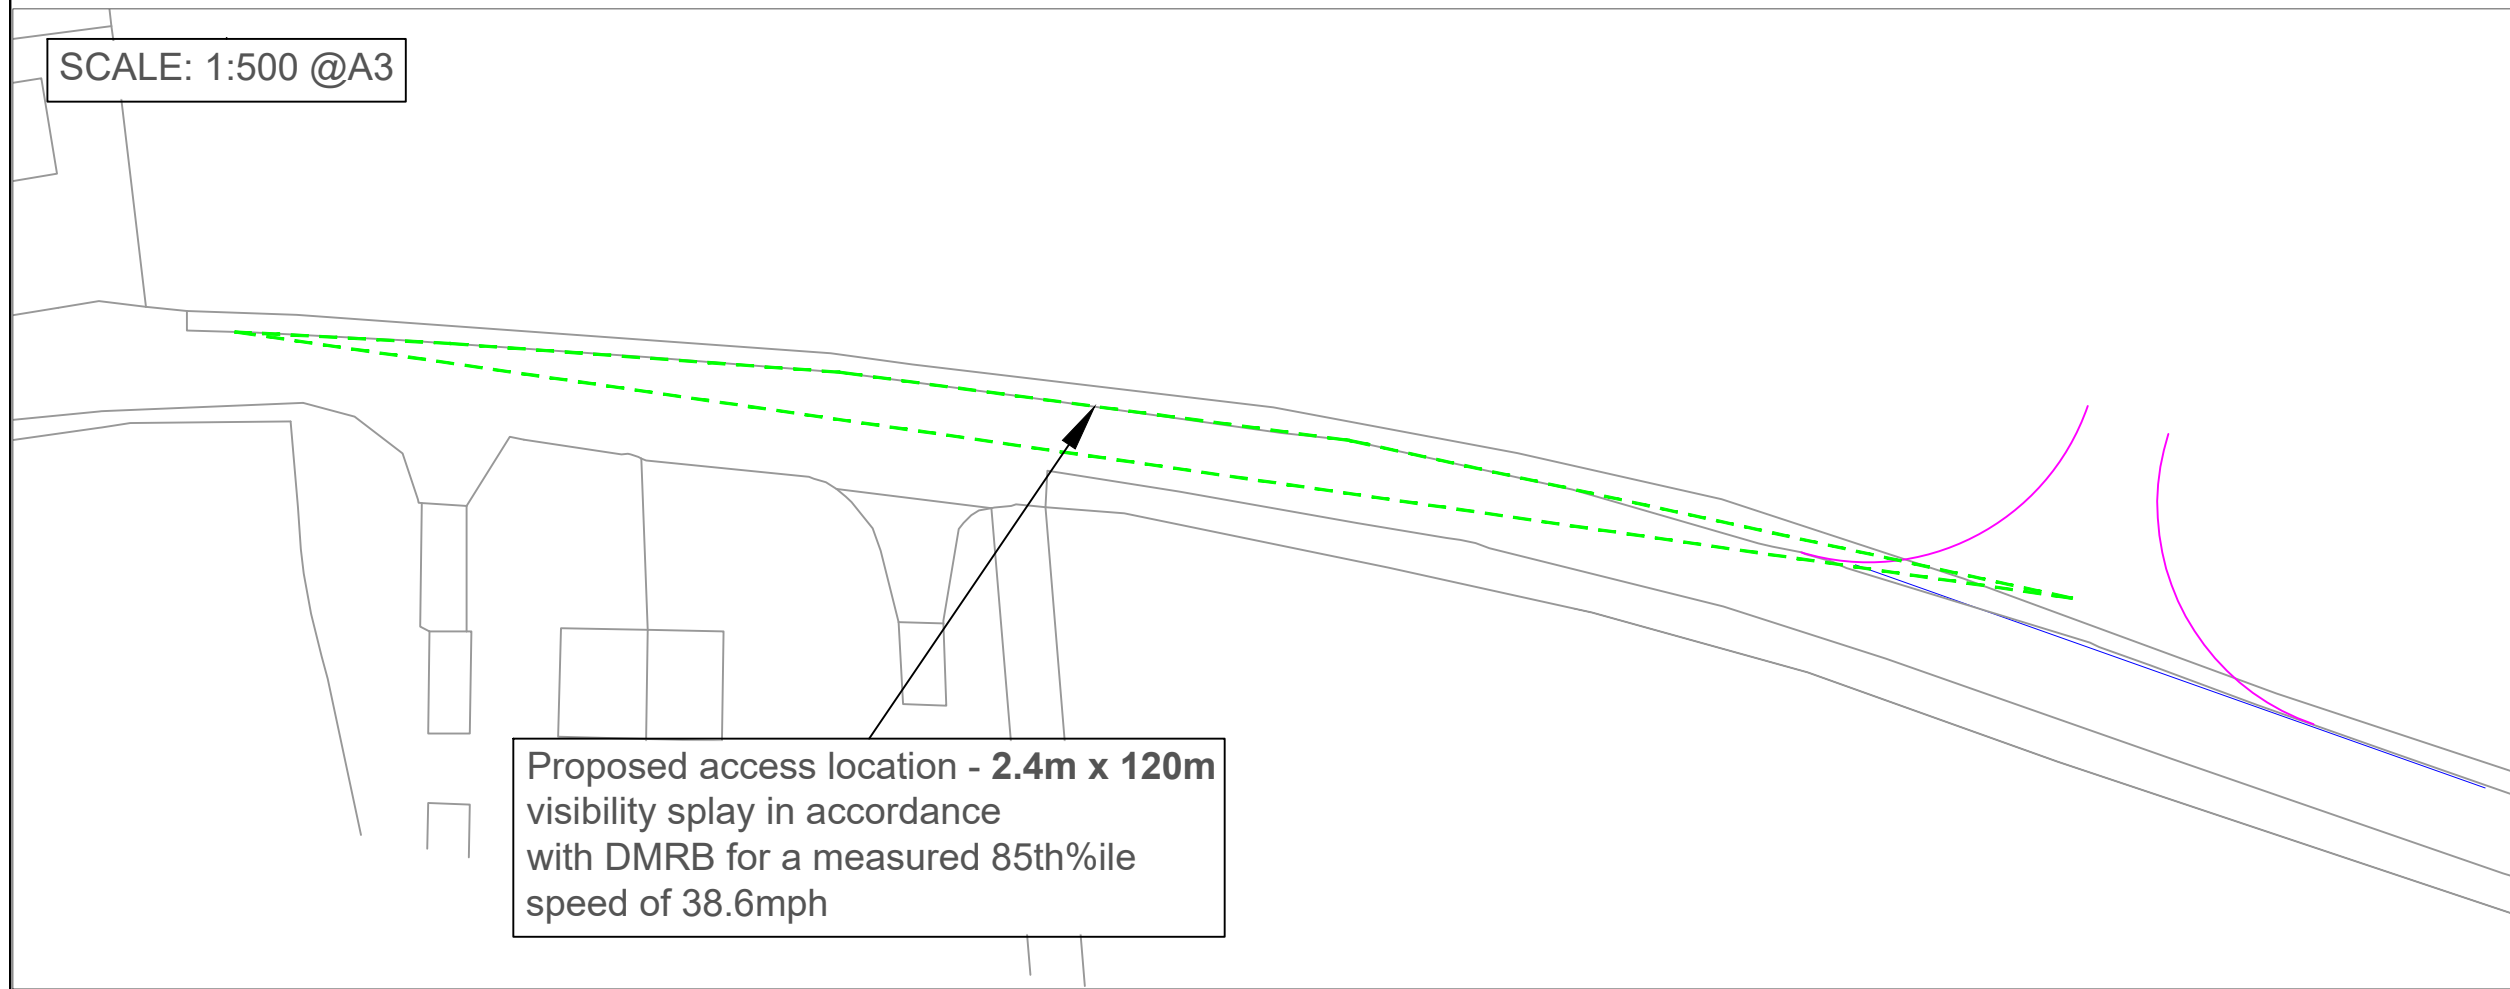 SCALE: 1:500 @A3
Proposed access location - 2.4m x 120m
visibility splay in accordance
with DMRB for a measured 85th%ile
speed of 38.6mph